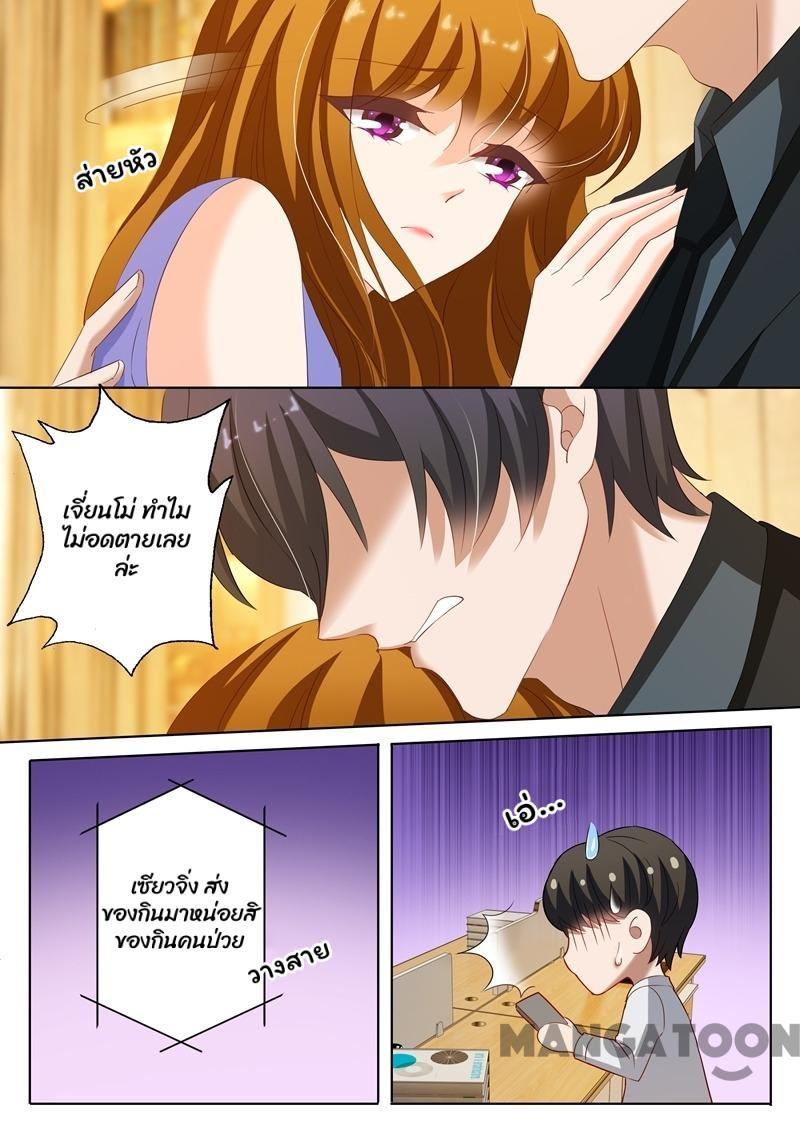 ส่ายหัว
เจี่ยนโม่ ทำไม
ไม่อดตายเลย
ล่ะ
เซียวจิ่ง ส่ง
ของกินมาหน่อยสิ
ของกินคนป่วย
วางสาย
เอ่...
MANGATOON